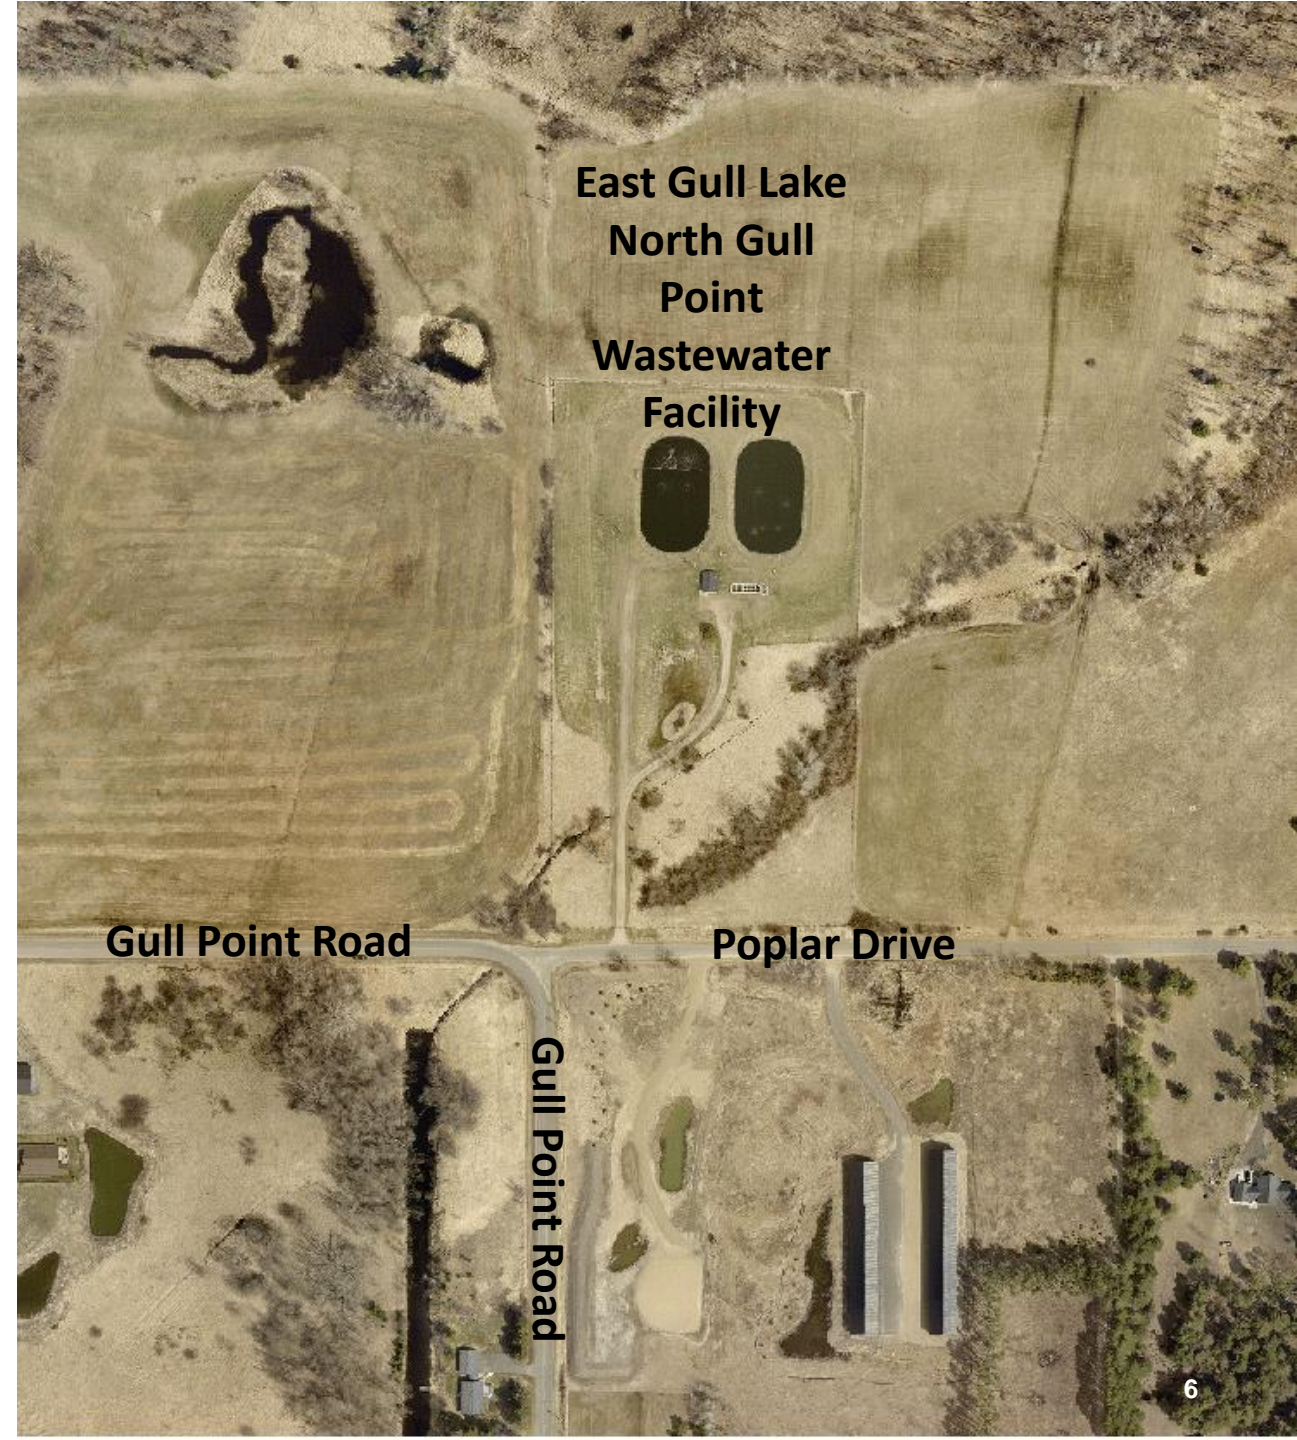 East Gull Lake
North Gull
Point
Wastewater
Facility
Gull Point Road
Poplar Drive
Gull Point Road
6